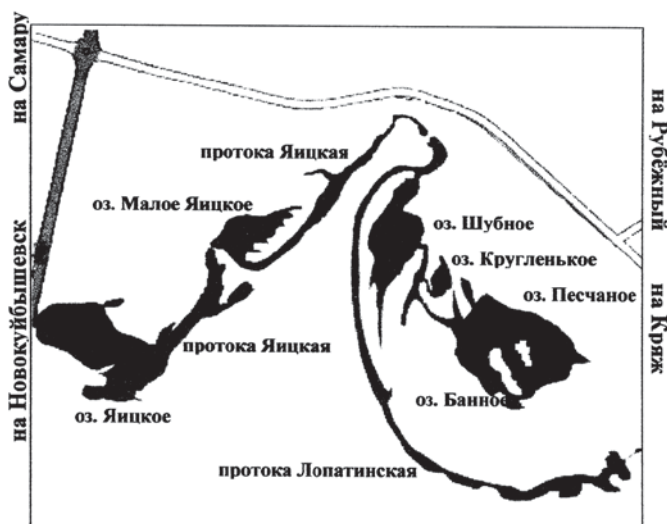 на Самару
на Новокуйбышевск
протока Яицкая
оз. Малое Яицкое
оз. Шубное
оз. Кругленькое
оз. Песчаное
протока Яицкая
оз. Банное
оз. Яицкое
протока Лопатинская
на Рубёжный
на Кряж